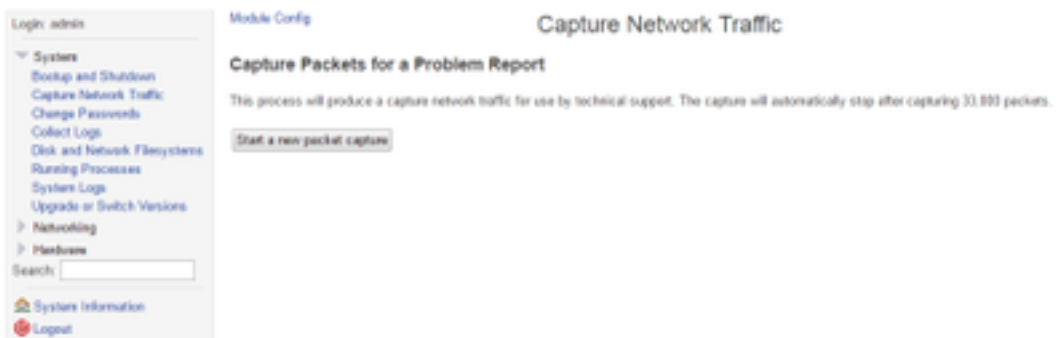 Login: admin
System
Bootup and Shutdown
Capture Network Traffic
Change Passwords
Collect Logs
Disk and Network Filesystems
Running Processes
System Logs
Upgrade or Switch Versions
Networking
Hardware
Search:
System Information
Logout
Module Config
Capture Network Traffic
Capture Packets for a Problem Report
This process will produce a capture network traffic for use by technical support. The capture will automatically stop after capturing packets.
Start a new packet capture